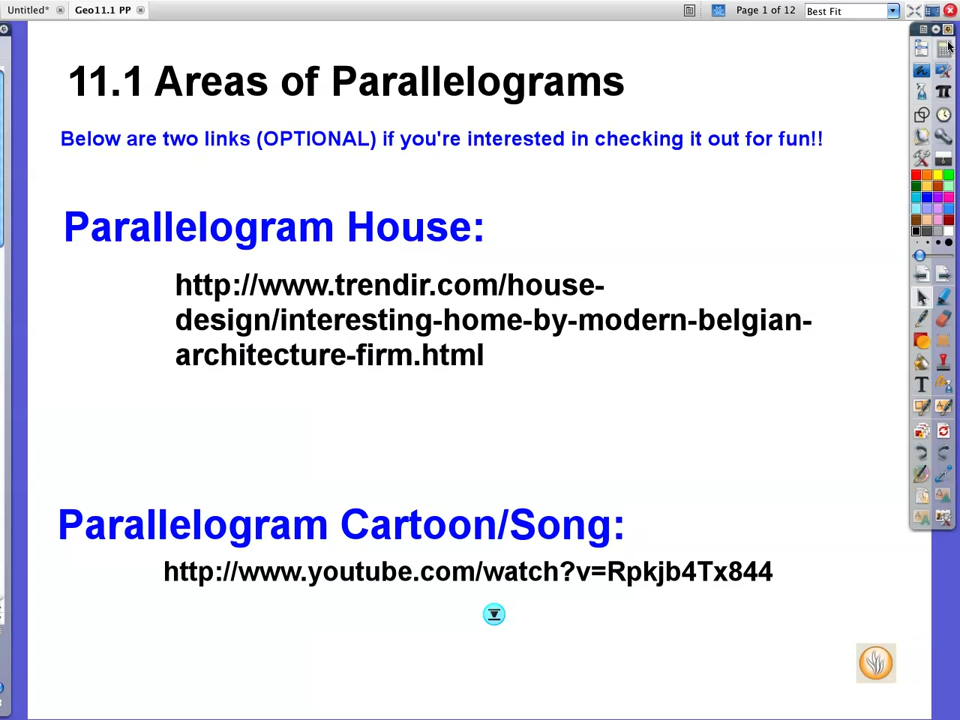 Untitled*
Geo11.1 PP
Page 1 of 12
Best Fit
11.1 Areas of Parallelograms
Below are two links (OPTIONAL) if you're interested in checking it out for fun!!
Parallelogram House:
http://www.trendir.com/house-
design/interesting-home-by-modern-belgian-
architecture-firm.html
Parallelogram Cartoon/Song:
http://www.youtube.com/watch?v=Rpkjb4Tx844